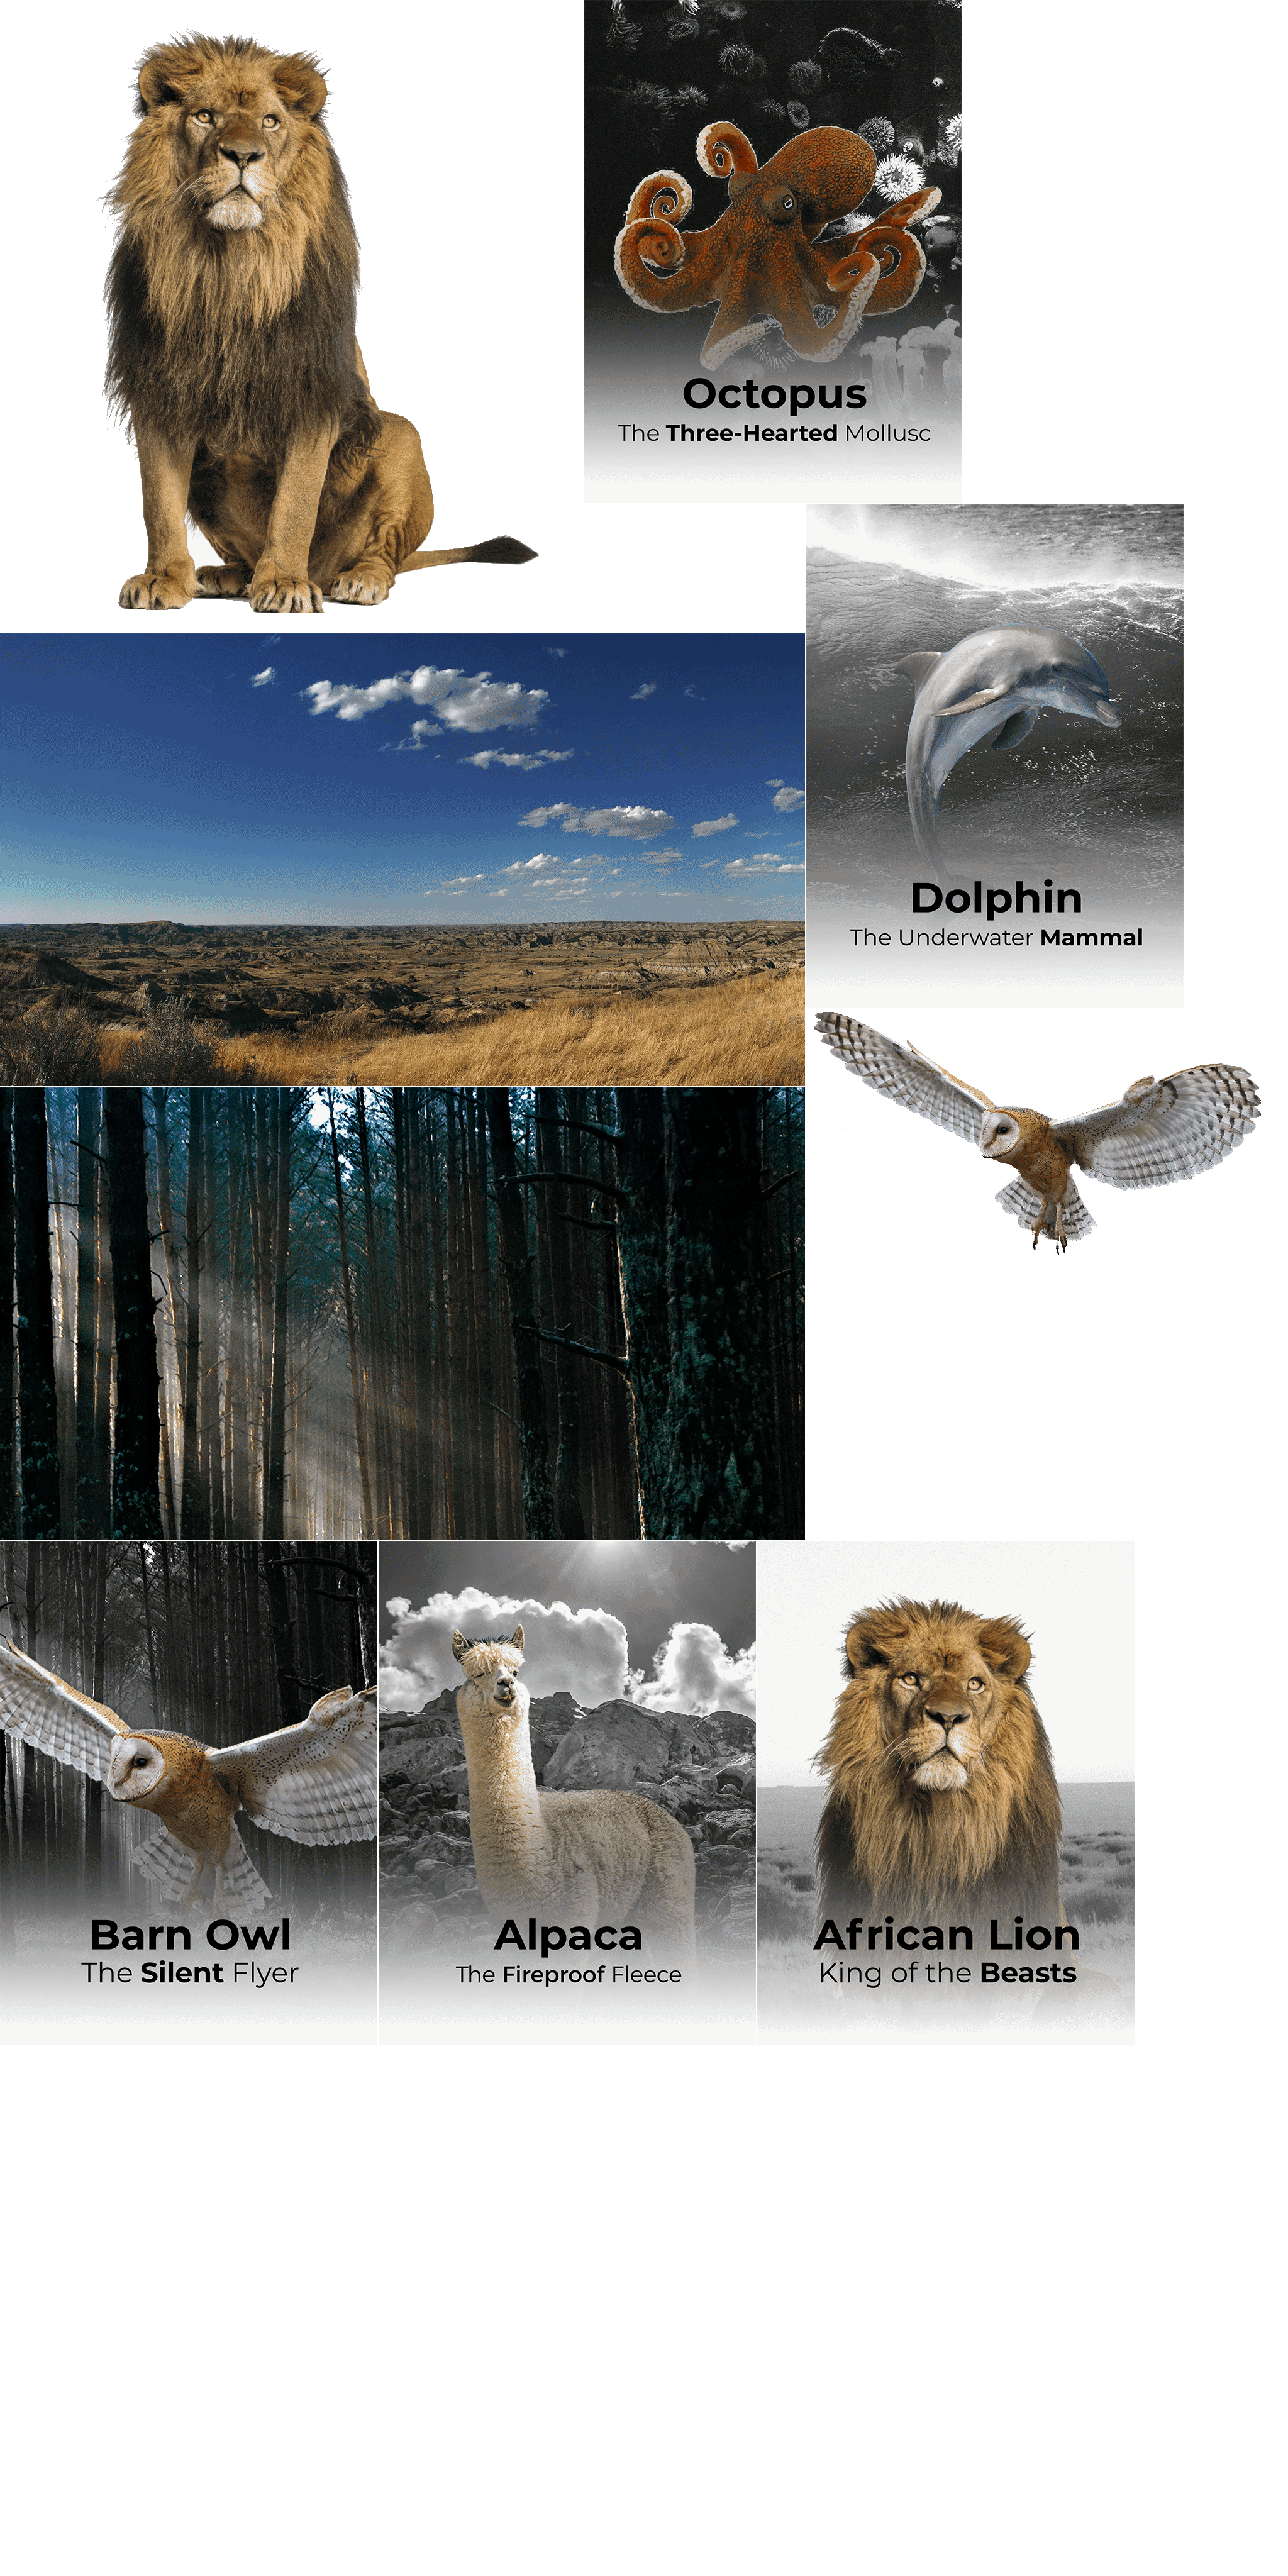 Octopus
The Three-Hearted Mollusc
Dolphin
The Underwater Mammal
Barn Owl
The Silent Flyer
Alpaca
The Fireproof Fleece
African Lion
King of the Beasts